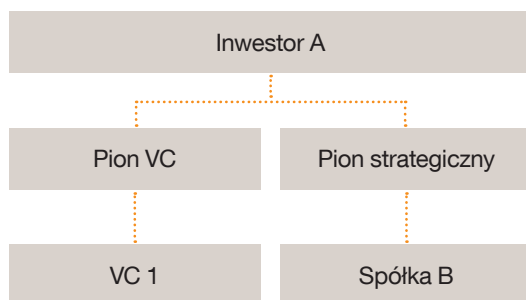 Inwestor A
Pion VC
Pion strategiczny
VC 1
Spółka B